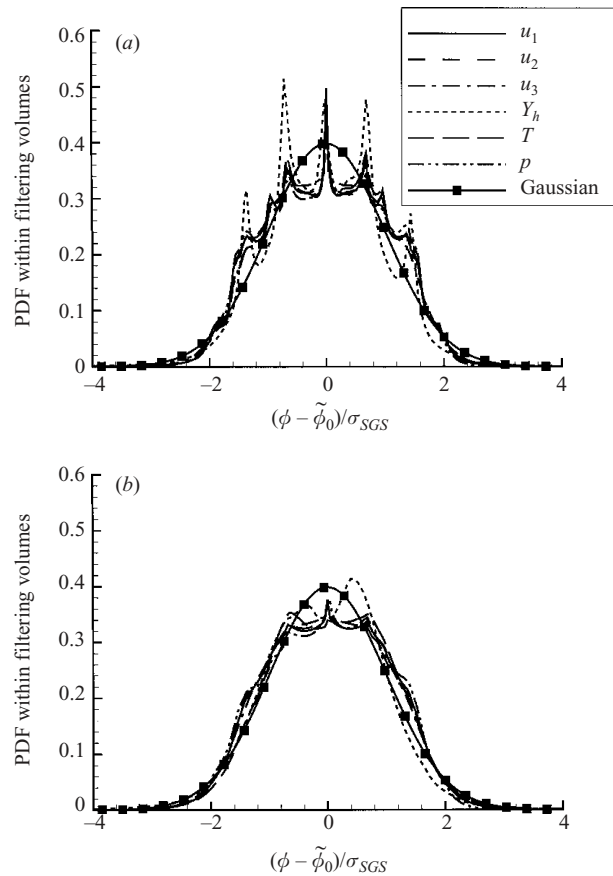 (a)
0.6
0.5
0.4
0.3
0.2
0.1
0
PDF within filtering volumes
–4
–2
0
2
4
(ϕ – ϕ̃₀)/σ_SGS
u₁
u₂
u₃
Yₕ
T
p
Gaussian
(b)
0.6
0.5
0.4
0.3
0.2
0.1
0
PDF within filtering volumes
–4
–2
0
2
4
(ϕ – ϕ̃₀)/σ_SGS